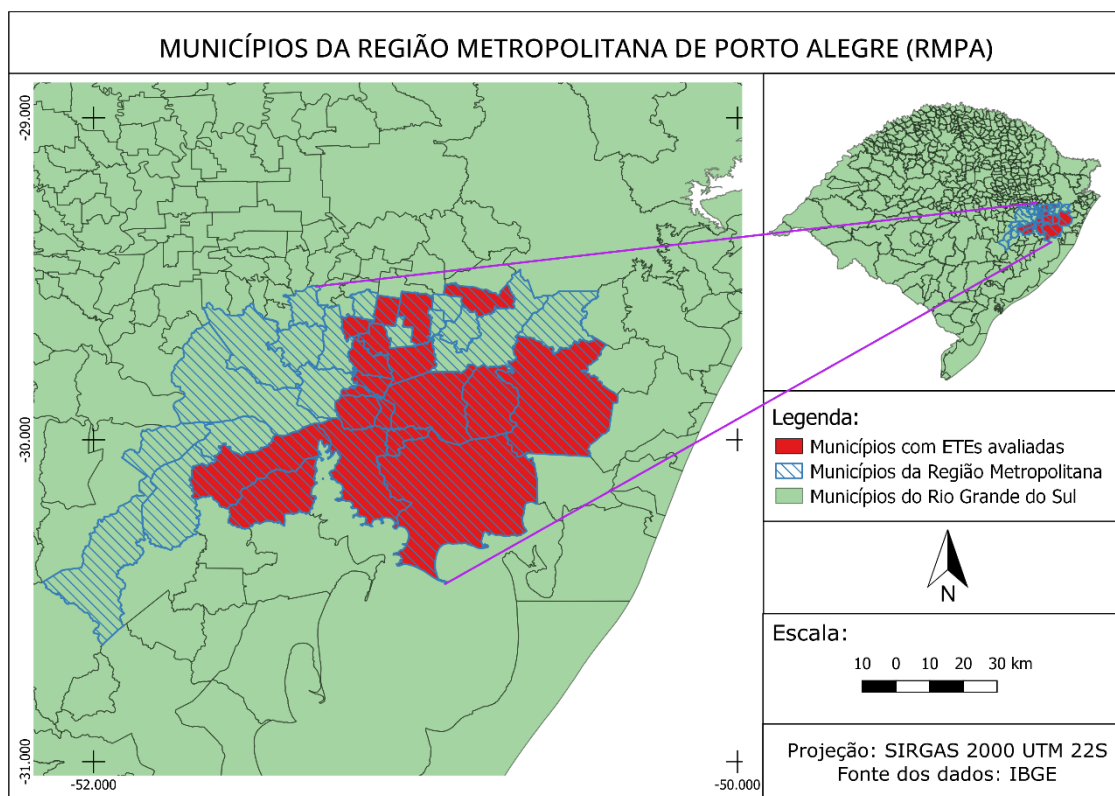 MUNICÍPIOS DA REGIÃO METROPOLITANA DE PORTO ALEGRE (RMPA)
-29.000
-30.000
-31.000
-52.000
-50.000
Legenda:
Municípios com ETEs avaliadas
Municípios da Região Metropolitana
Municípios do Rio Grande do Sul
N
Escala:
10 0 10 20 30 km
Projeção: SIRGAS 2000 UTM 22S
Fonte dos dados: IBGE